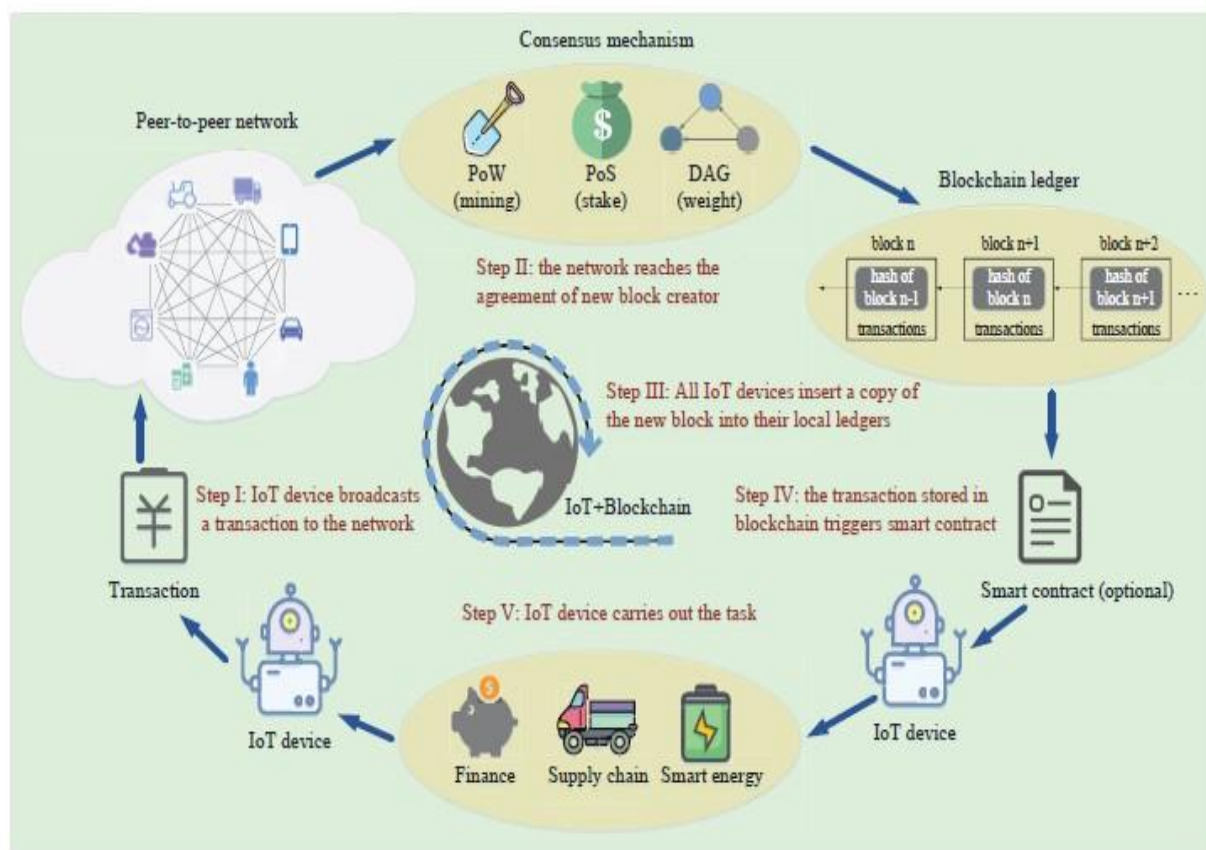 Consensus mechanism
Peer-to-peer network
PoW
(mining)
PoS
(stake)
DAG
(weight)
$
Blockchain ledger
block n
block n+1
block n+2
hash of
block n-1
hash of
block n
hash of
block n+1
...
transactions
transactions
transactions
Step II: the network reaches the
agreement of new block creator
Step III: All IoT devices insert a copy of
the new block into their local ledgers
Step I: IoT device broadcasts
a transaction to the network
IoT+Blockchain
Step IV: the transaction stored in
blockchain triggers smart contract
Transaction
Smart contract (optional)
Step V: IoT device carries out the task
IoT device
$
Finance
Supply chain
Smart energy
IoT device